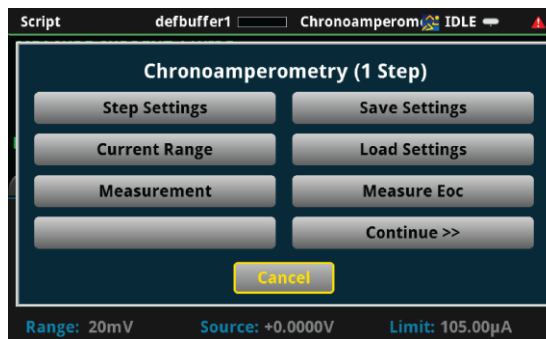 Script defbuffer1 Chronoamperom IDLE
Chronoamperometry (1 Step)
Step Settings Save Settings
Current Range Load Settings
Measurement Measure Eoc
Continue >>
Cancel
Range: 20mV Source: +0.0000V Limit: 105.00µA